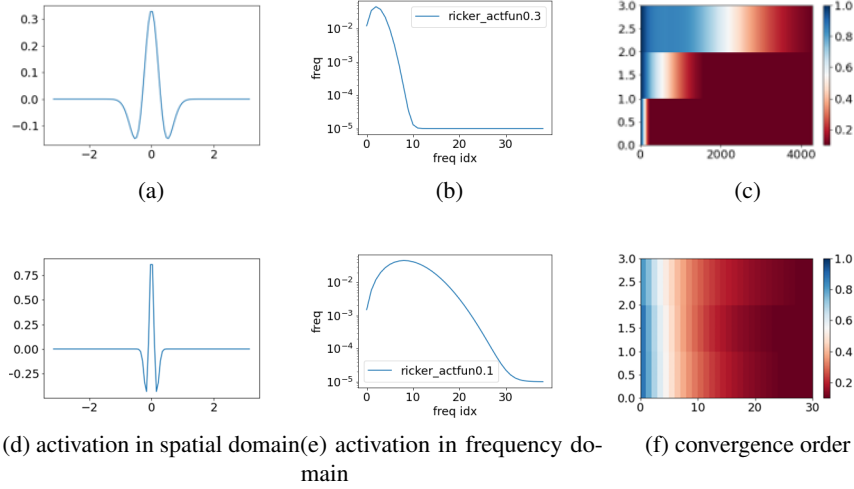 0.3
0.2
0.1
0.0
−0.1
−2 0 2
(a)
10⁻²
10⁻³
10⁻⁴
10⁻⁵
freq
ricker_actfun0.3
0 10 20 30
freq idx
(b)
3.0
2.5
2.0
1.5
1.0
0.5
0.0
0 2000 4000
1.0
0.8
0.6
0.4
0.2
(c)
0.75
0.50
0.25
0.00
−0.25
−2 0 2
(d) activation in spatial domain
10⁻²
10⁻³
10⁻⁴
10⁻⁵
freq
ricker_actfun0.1
0 10 20 30
freq idx
(e) activation in frequency do-
main
3.0
2.5
2.0
1.5
1.0
0.5
0.0
0 10 20 30
1.0
0.8
0.6
0.4
0.2
(f) convergence order